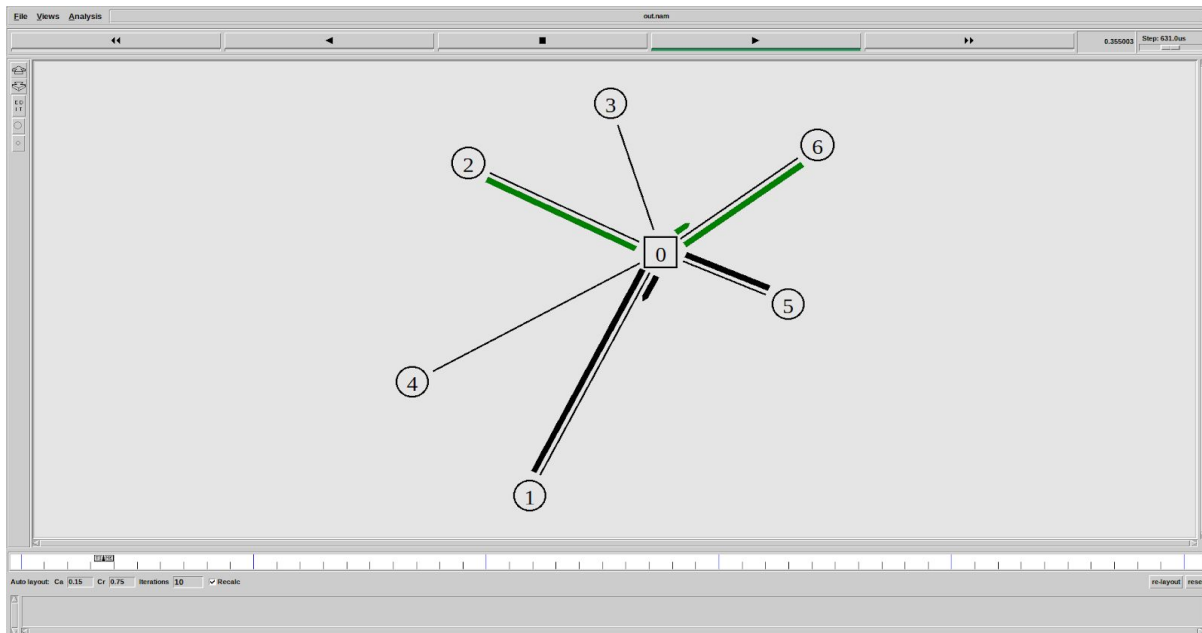 File Views Analysis out.nam
0.355003 Step: 631.0us
3
6
2
0
5
4
1
Auto layout: Ca 0.15 Cr 0.75 Iterations 10 Recalc re-layout rese